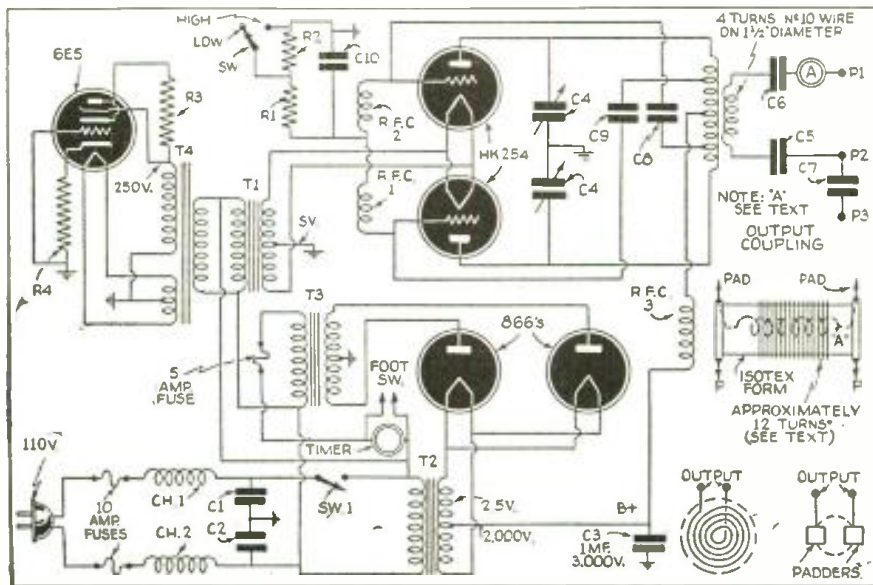 HIGH
LOW
SW
R2
C10
R1
6E5
R3
250V.
T4
R4
T1
5V
R.F.C.
2
R.F.C.
1
HK254
C4
C4
C9
C8
4 TURNS Nº10 WIRE
ON 1½" DIAMETER
C6
A
P1
C5
P2
C7
P3
NOTE: "A"
SEE TEXT
OUTPUT
COUPLING
T3
5
AMP.
FUSE
FOOT
SW.
TIMER
866's
R.F.C.
3
PAD
PAD
"A"
P
P
ISOTEX
FORM
APPROXIMATELY
12 TURNS
(SEE TEXT)
110V
10
AMP.
FUSES
CH.1
CH.2
C1
C2
SW.1
T2
2.5V.
2,000V.
B+
C3
1MF.
3,000V.
OUTPUT
OUTPUT
PADDERS